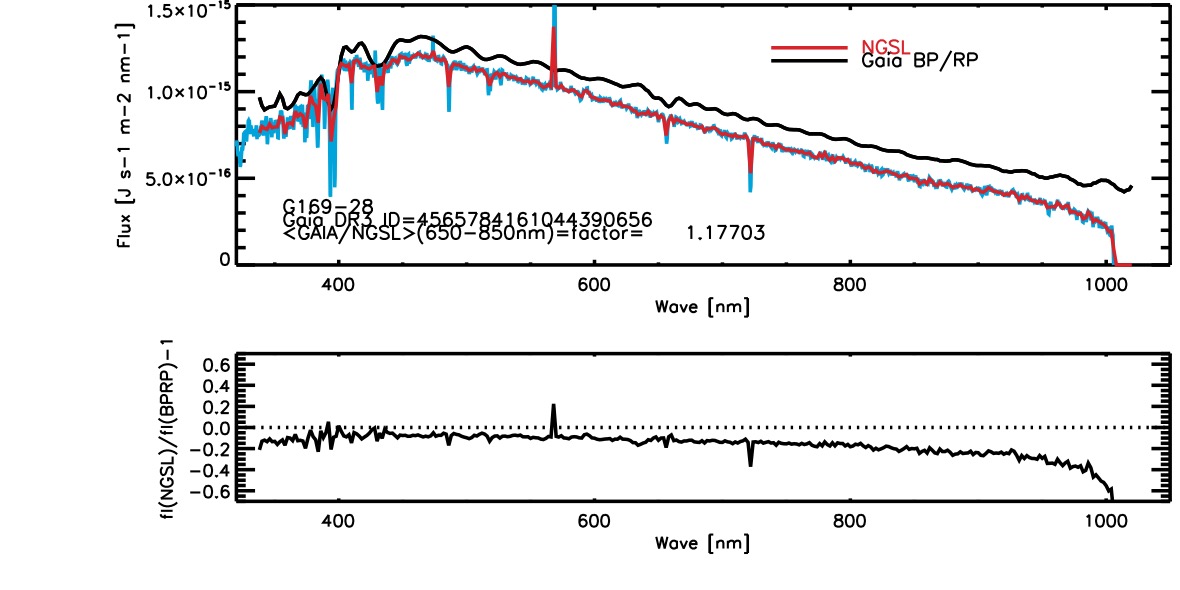 1.5×10−15
1.0×10−15
5.0×10−16
0
Flux [J s−1 m−2 nm−1]
NGSL
Gaia BP/RP
G169−28
Gaia DR3 ID=4565784161044390656
<GAIA/NGSL>(650−850nm)=factor= 1.17703
400 600 800 1000
Wave [nm]
fl(NGSL)/fl(BPRP)−1
0.6
0.4
0.2
0.0
−0.2
−0.4
−0.6
400 600 800 1000
Wave [nm]